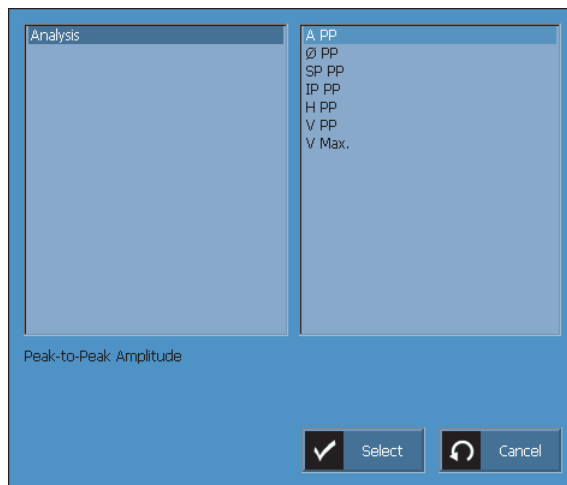 Analysis
A PP
Ø PP
SP PP
IP PP
H PP
V PP
V Max.
Peak-to-Peak Amplitude
Select
Cancel